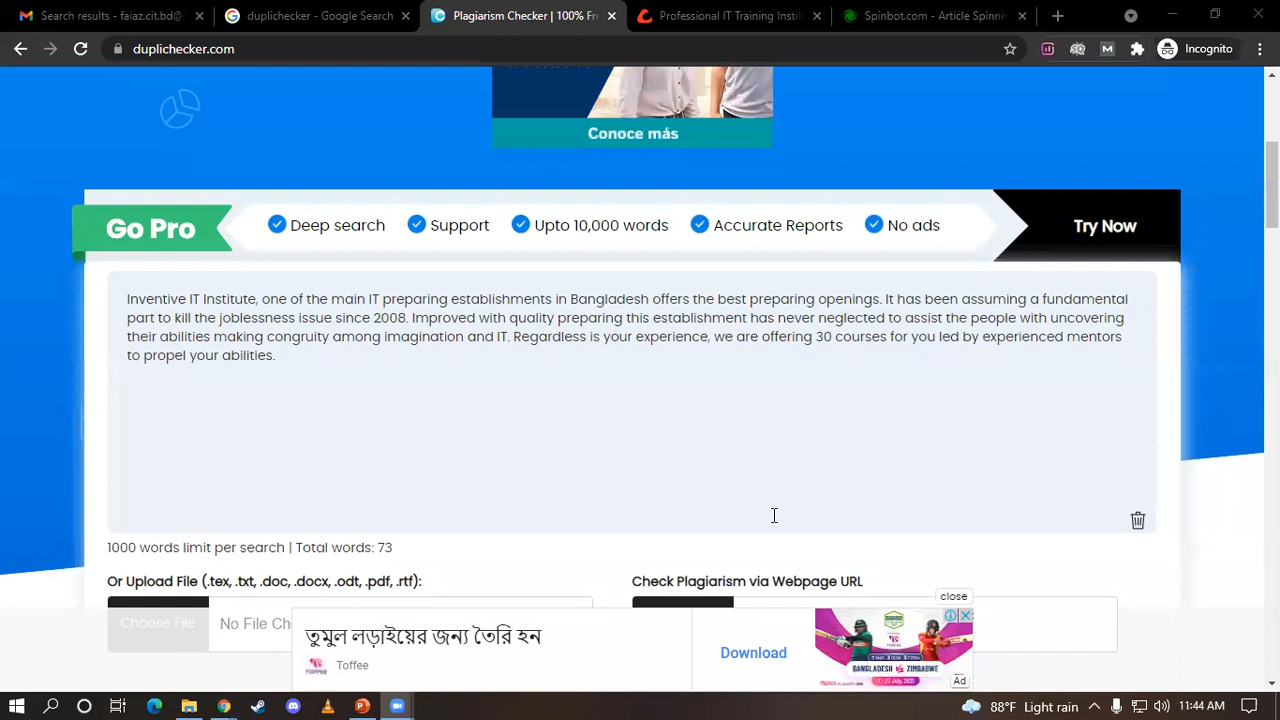 Search results - faiaz.cit.bd@
duplichecker - Google Search
Plagiarism Checker | 100% Fr
Professional IT Training Insti
Spinbot.com - Article Spinnin
duplichecker.com
Incognito
Conoce más
Go Pro
Deep search
Support
Upto 10,000 words
Accurate Reports
No ads
Try Now
Inventive IT Institute, one of the main IT preparing establishments in Bangladesh offers the best preparing openings. It has been assuming a fundamental
part to kill the joblessness issue since 2008. Improved with quality preparing this establishment has never neglected to assist the people with uncovering
their abilities making congruity among imagination and IT. Regardless is your experience, we are offering 30 courses for you led by experienced mentors
to propel your abilities.
1000 words limit per search | Total words: 73
Or Upload File (.tex, .txt, .doc, .docx, .odt, .pdf, .rtf):
Check Plagiarism via Webpage URL
close
Choose File
No File Ch
তুমুল লড়াইয়ের জন্য তৈরি হন
Toffee
Download
BANGLADESH VS ZIMBABWE
Ad
88°F Light rain
11:44 AM